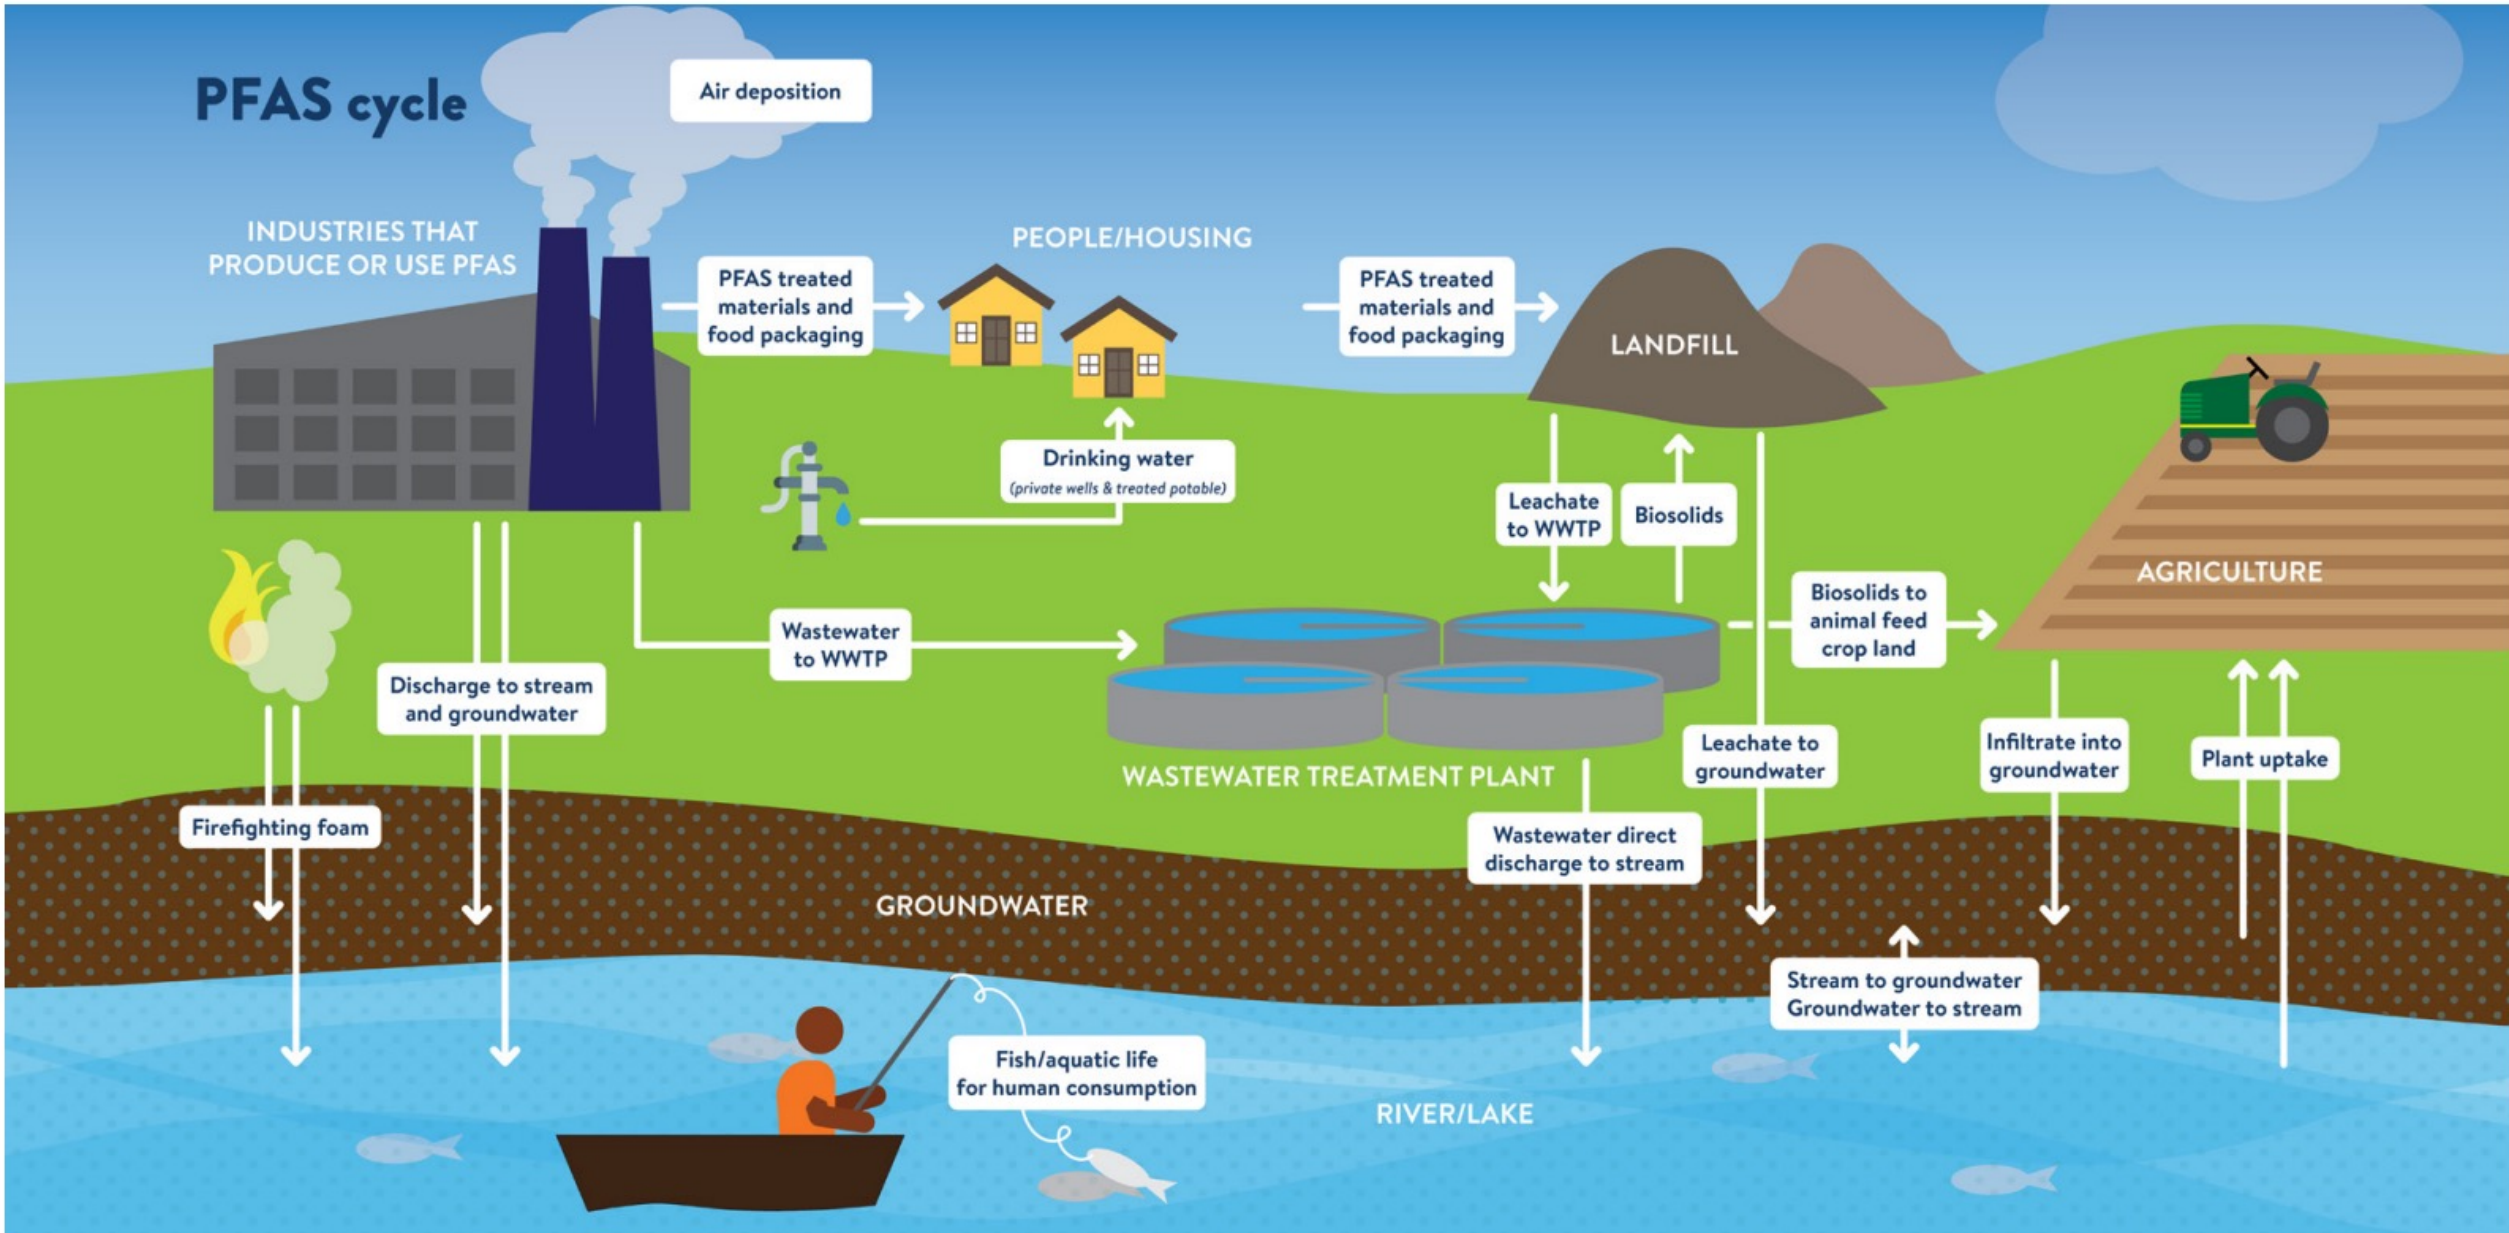 PFAS cycle
Air deposition
INDUSTRIES THAT
PRODUCE OR USE PFAS
PFAS treated
materials and
food packaging
PEOPLE/HOUSING
PFAS treated
materials and
food packaging
LANDFILL
Drinking water
(private wells & treated potable)
Leachate
to WWTP
Biosolids
AGRICULTURE
Biosolids to
animal feed
crop land
Wastewater
to WWTP
Discharge to stream
and groundwater
WASTEWATER TREATMENT PLANT
Leachate to
groundwater
Infiltrate into
groundwater
Plant uptake
Firefighting foam
Wastewater direct
discharge to stream
GROUNDWATER
Stream to groundwater
Groundwater to stream
Fish/aquatic life
for human consumption
RIVER/LAKE